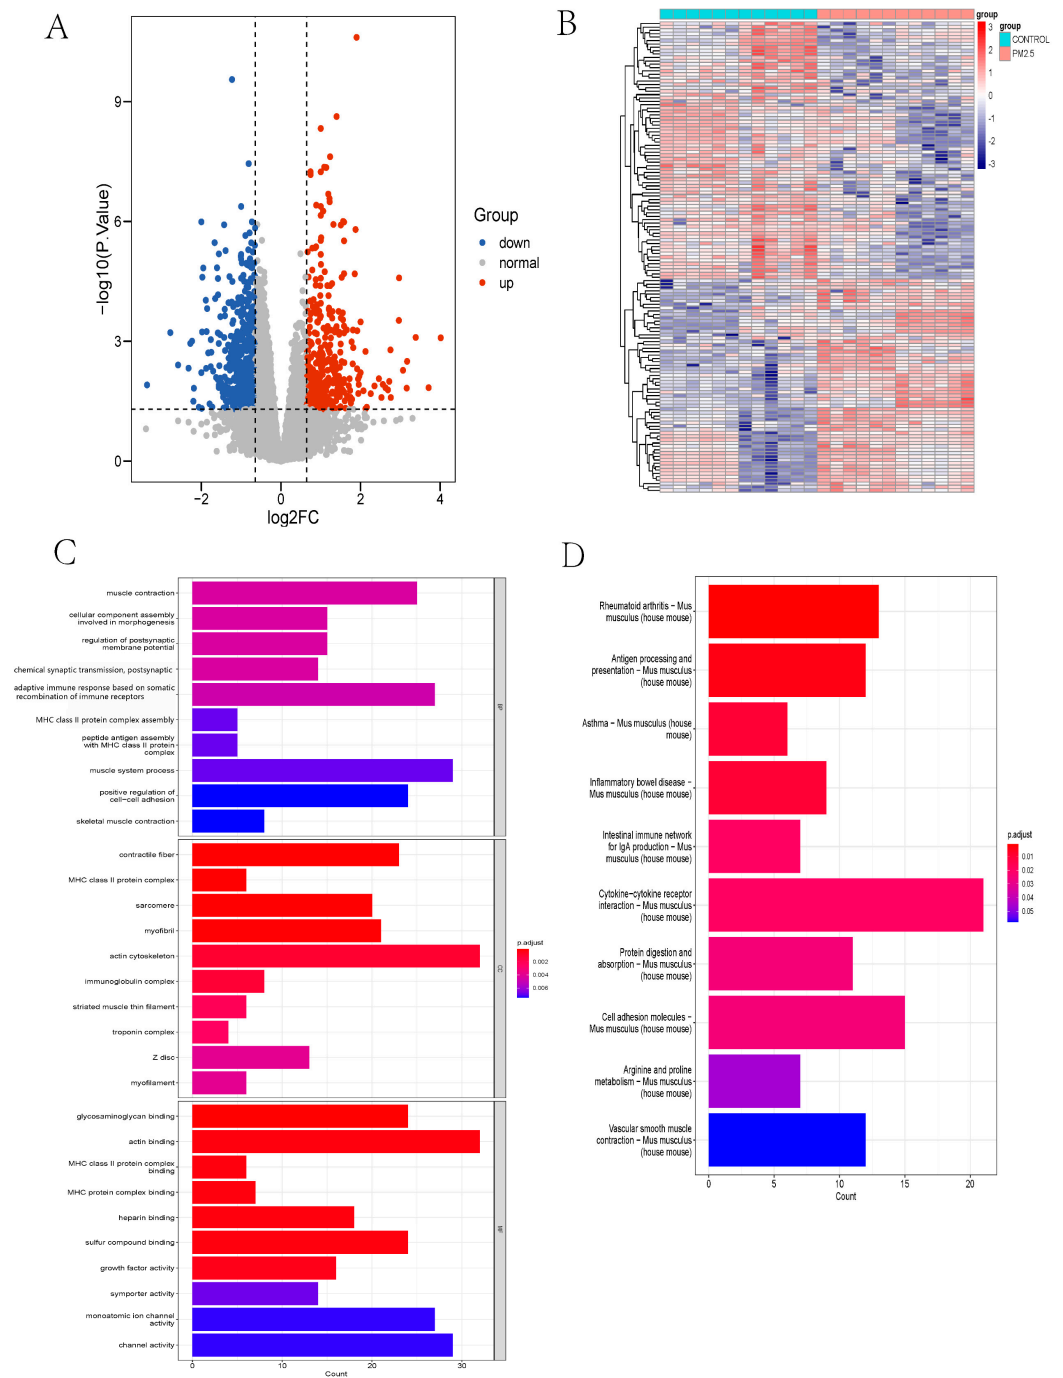 A
9
6
3
0
−log10(P.Value)
−2
0
2
4
log2FC
Group
down
normal
up
B
group
3
2
1
0
-1
-2
-3
group
CONTROL
PM2.5
C
muscle contraction
cellular component assembly
involved in morphogenesis
regulation of postsynaptic
membrane potential
chemical synaptic transmission, postsynaptic
adaptive immune response based on somatic
recombination of immune receptors
MHC class II protein complex assembly
peptide antigen assembly
with MHC class II protein
complex
muscle system process
positive regulation of
cell−cell adhesion
skeletal muscle contraction
BP
contractile fiber
MHC class II protein complex
sarcomere
myofibril
actin cytoskeleton
immunoglobulin complex
striated muscle thin filament
troponin complex
Z disc
myofilament
CC
glycosaminoglycan binding
actin binding
MHC class II protein complex
binding
MHC protein complex binding
heparin binding
sulfur compound binding
growth factor activity
symporter activity
monoatomic ion channel
activity
channel activity
MF
0
10
20
30
Count
p.adjust
0.002
0.004
0.006
D
Rheumatoid arthritis − Mus
musculus (house mouse)
Antigen processing and
presentation − Mus musculus
(house mouse)
Asthma − Mus musculus (house
mouse)
Inflammatory bowel disease −
Mus musculus (house mouse)
Intestinal immune network
for IgA production − Mus
musculus (house mouse)
Cytokine−cytokine receptor
interaction − Mus musculus
(house mouse)
Protein digestion and
absorption − Mus musculus
(house mouse)
Cell adhesion molecules −
Mus musculus (house mouse)
Arginine and proline
metabolism − Mus musculus
(house mouse)
Vascular smooth muscle
contraction − Mus musculus
(house mouse)
0
5
10
15
20
Count
p.adjust
0.01
0.02
0.03
0.04
0.05